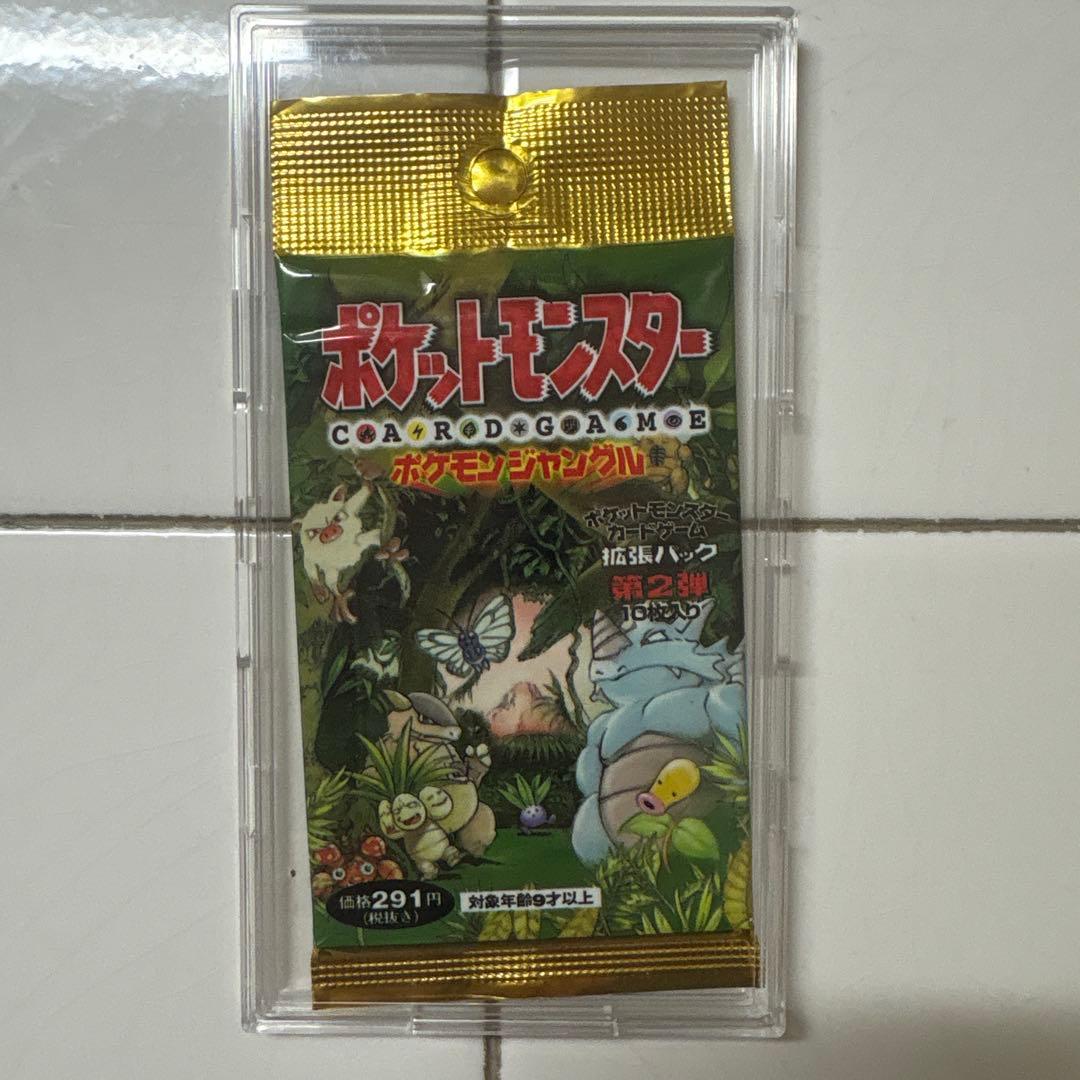 ポケットモンスター
CARDGAME
ポケモンジャングル
ポケットモンスター
カードゲーム
拡張パック
第2弾
10枚入り
価格291円
(税抜き)
対象年齢9才以上